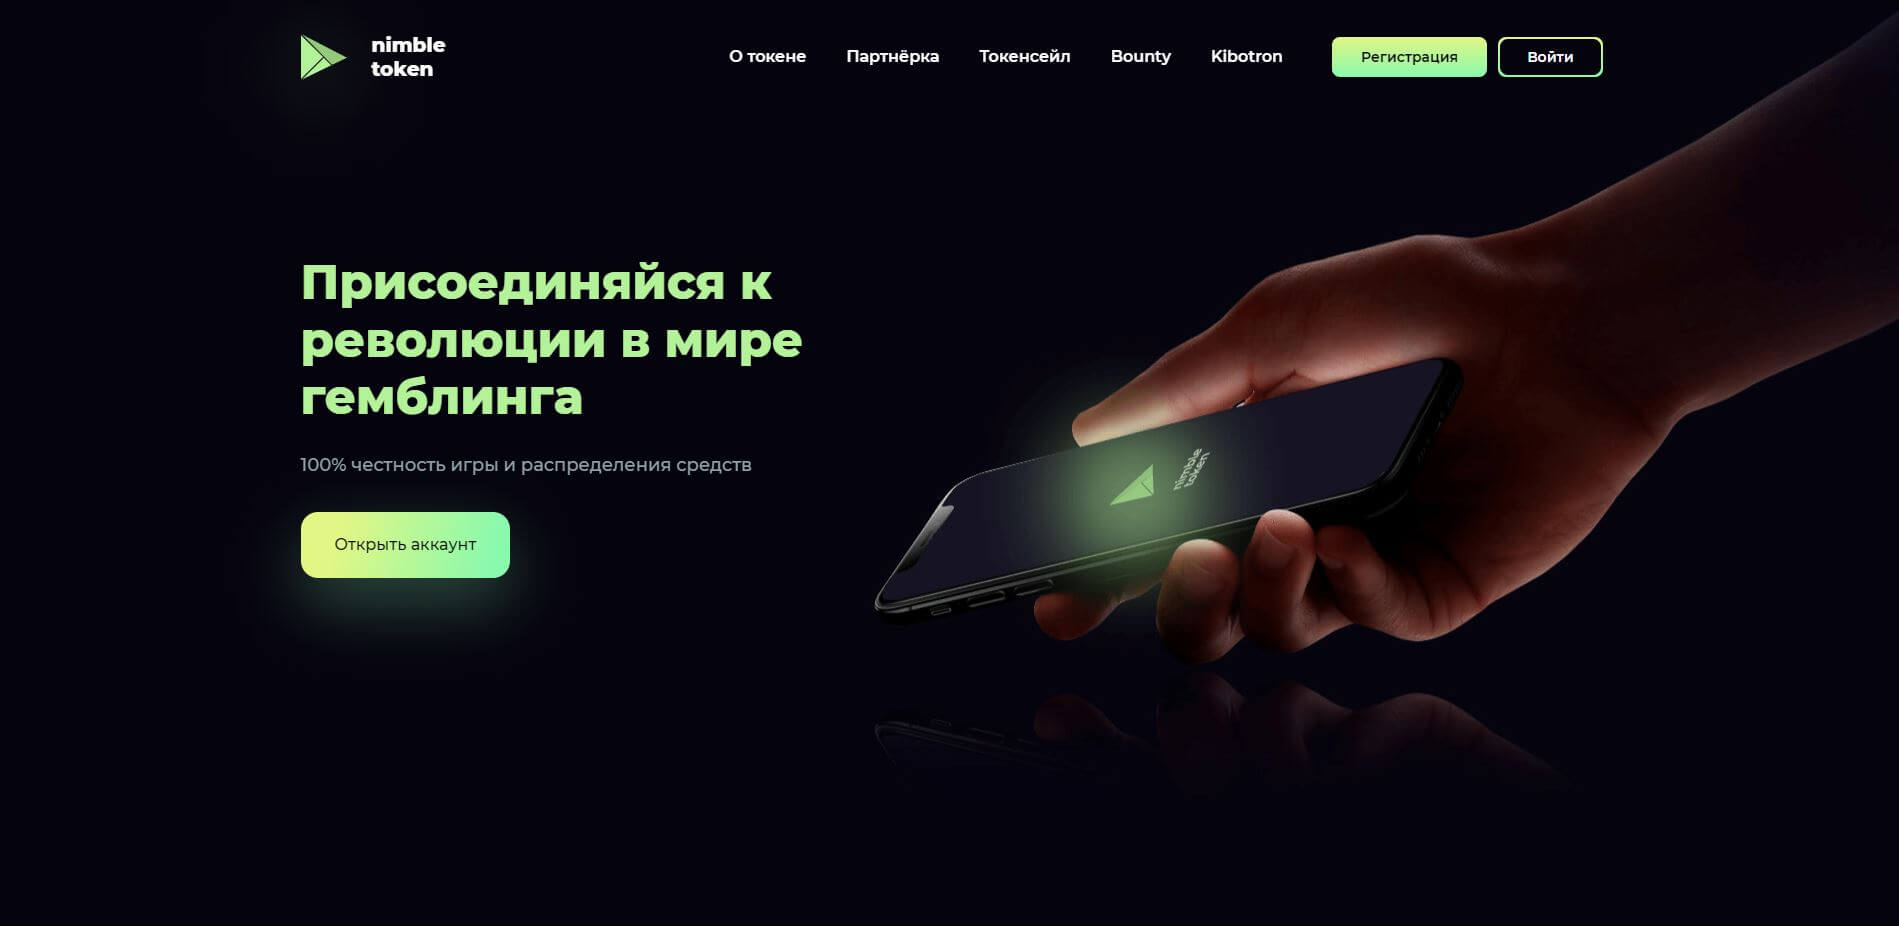 nimble
token
О токене
Партнёрка
Токенсейл
Bounty
Kibotron
Регистрация
Войти
Присоединяйся к
революции в мире
гемблинга
100% честность игры и распределения средств
Открыть аккаунт
nimble
token